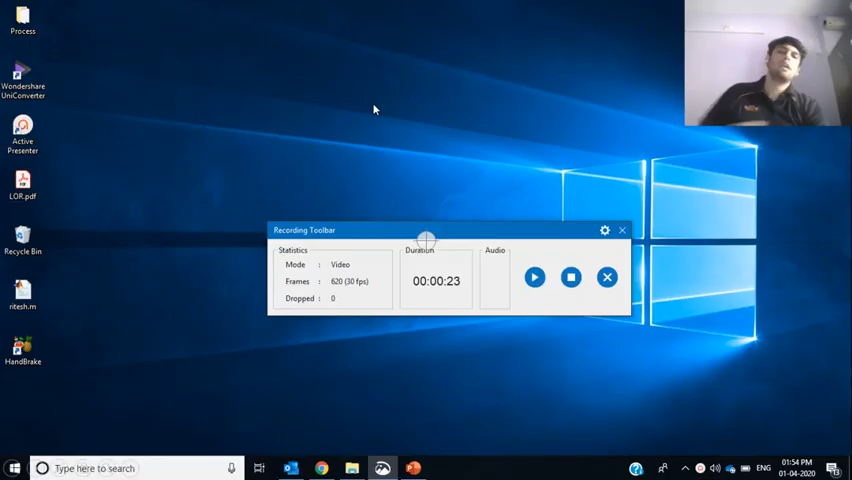 Process
Wondershare
UniConverter
Active
Presenter
LOR.pdf
Recycle Bin
ritesh.m
HandBrake
Recording Toolbar
Statistics
Mode : Video
Frames : 620 (30 fps)
Dropped : 0
Duration
00:00:23
Audio
Type here to search
ENG
01:54 PM
01-04-2020
13